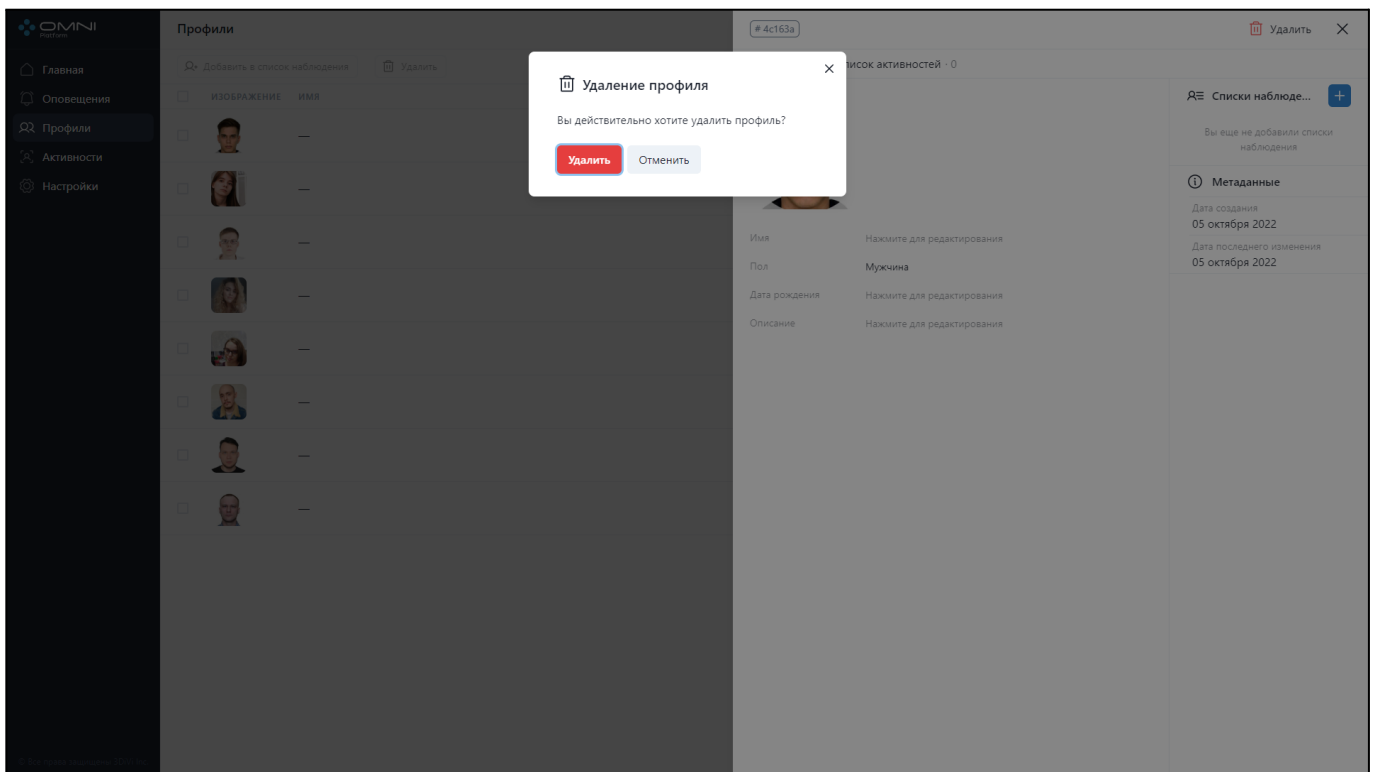 OMNI
Platform
Профили
# 4c163a
Удалить
Главная
Оповещения
Профили
Активности
Настройки
Добавить в список наблюдение
Удалить
ИЗОБРАЖЕНИЕ ИМЯ
—
—
—
—
—
—
—
—
Удаление профиля
Вы действительно хотите удалить профиль?
Удалить
Отменить
писок активностей · 0
Имя Нажмите для редактирования
Пол Мужчина
Дата рождения Нажмите для редактирования
Описание Нажмите для редактирования
Списки наблюде...
Вы еще не добавили списки
наблюдения
Метаданные
Дата создания
05 октября 2022
Дата последнего изменения
05 октября 2022